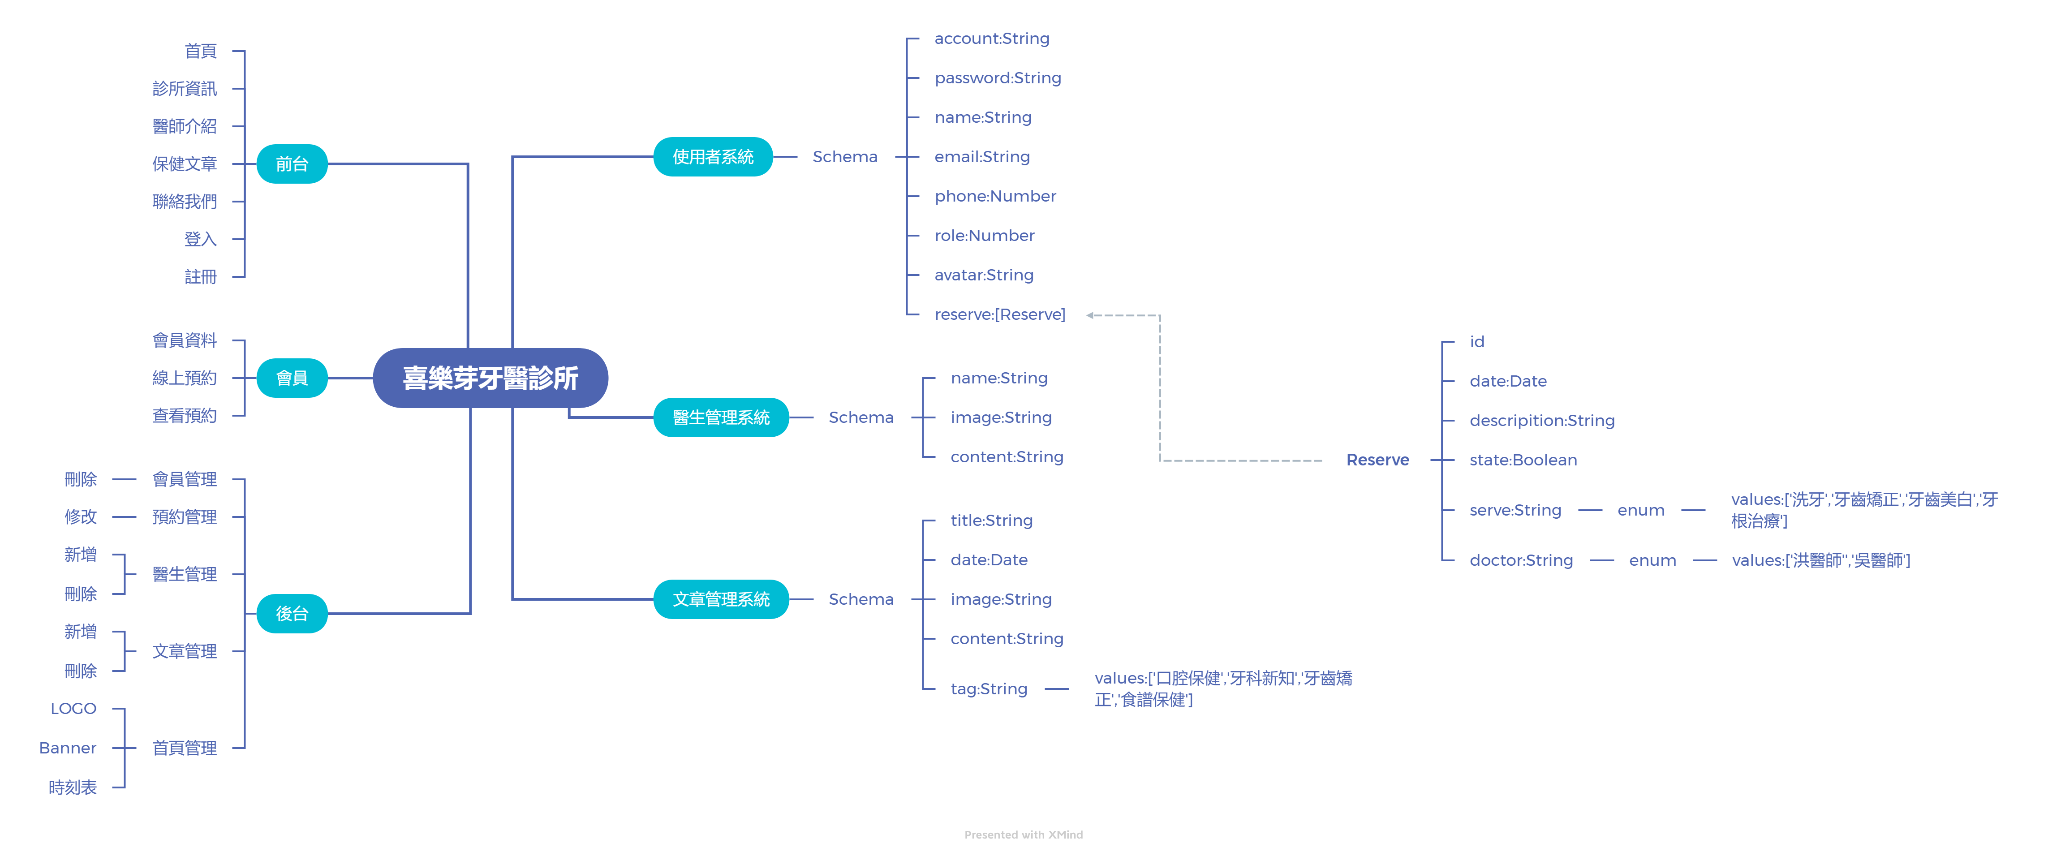 喜樂芽牙醫診所
前台
首頁
診所資訊
醫師介紹
保健文章
聯絡我們
登入
註冊
會員
會員資料
線上預約
查看預約
後台
會員管理
刪除
預約管理
修改
醫生管理
新增
刪除
文章管理
新增
刪除
首頁管理
LOGO
Banner
時刻表
使用者系統
Schema
account:String
password:String
name:String
email:String
phone:Number
role:Number
avatar:String
reserve:[Reserve]
醫生管理系統
Schema
name:String
image:String
content:String
文章管理系統
Schema
title:String
date:Date
image:String
content:String
tag:String
values:['口腔保健','牙科新知','牙齒矯
正','食譜保健']
Reserve
id
date:Date
descripition:String
state:Boolean
serve:String
enum
values:['洗牙','牙齒矯正','牙齒美白','牙
根治療']
doctor:String
enum
values:['洪醫師'','吳醫師']
Presented with XMind